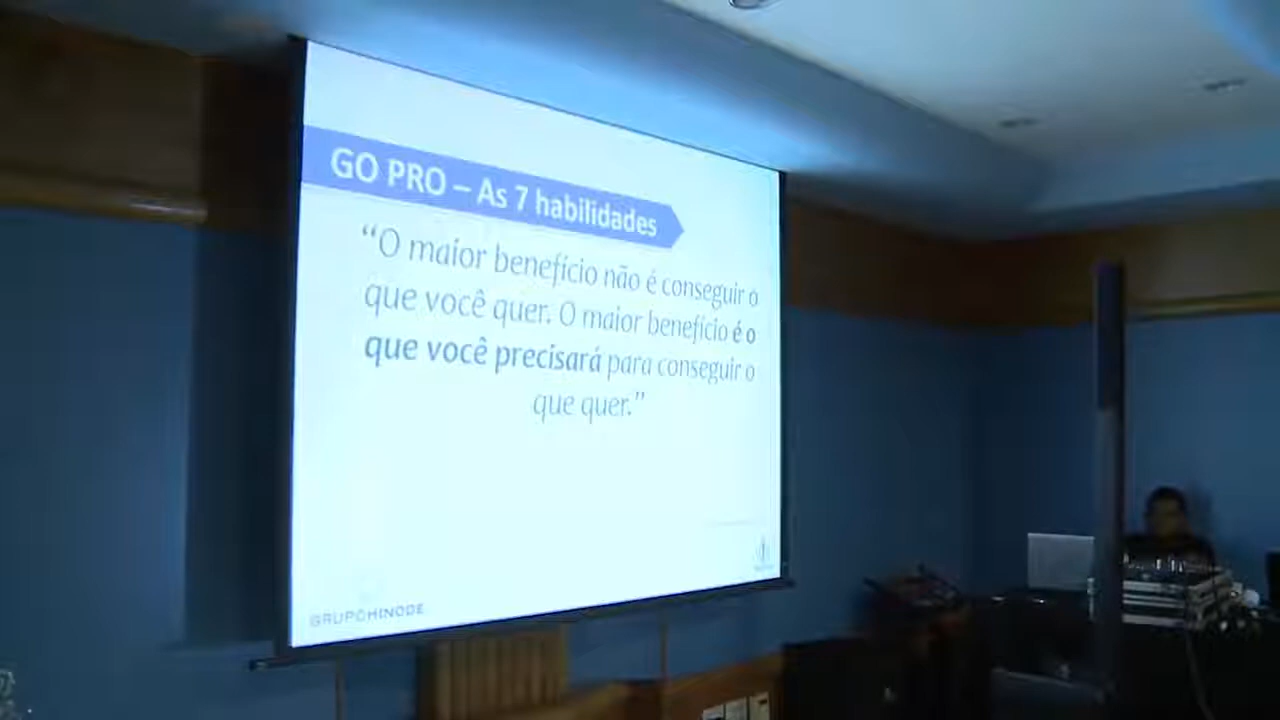 GO PRO – As 7 habilidades
“O maior benefício não é conseguir o
que você quer. O maior benefício é o
que você precisará para conseguir o
que quer.”
GRUPOHINODE